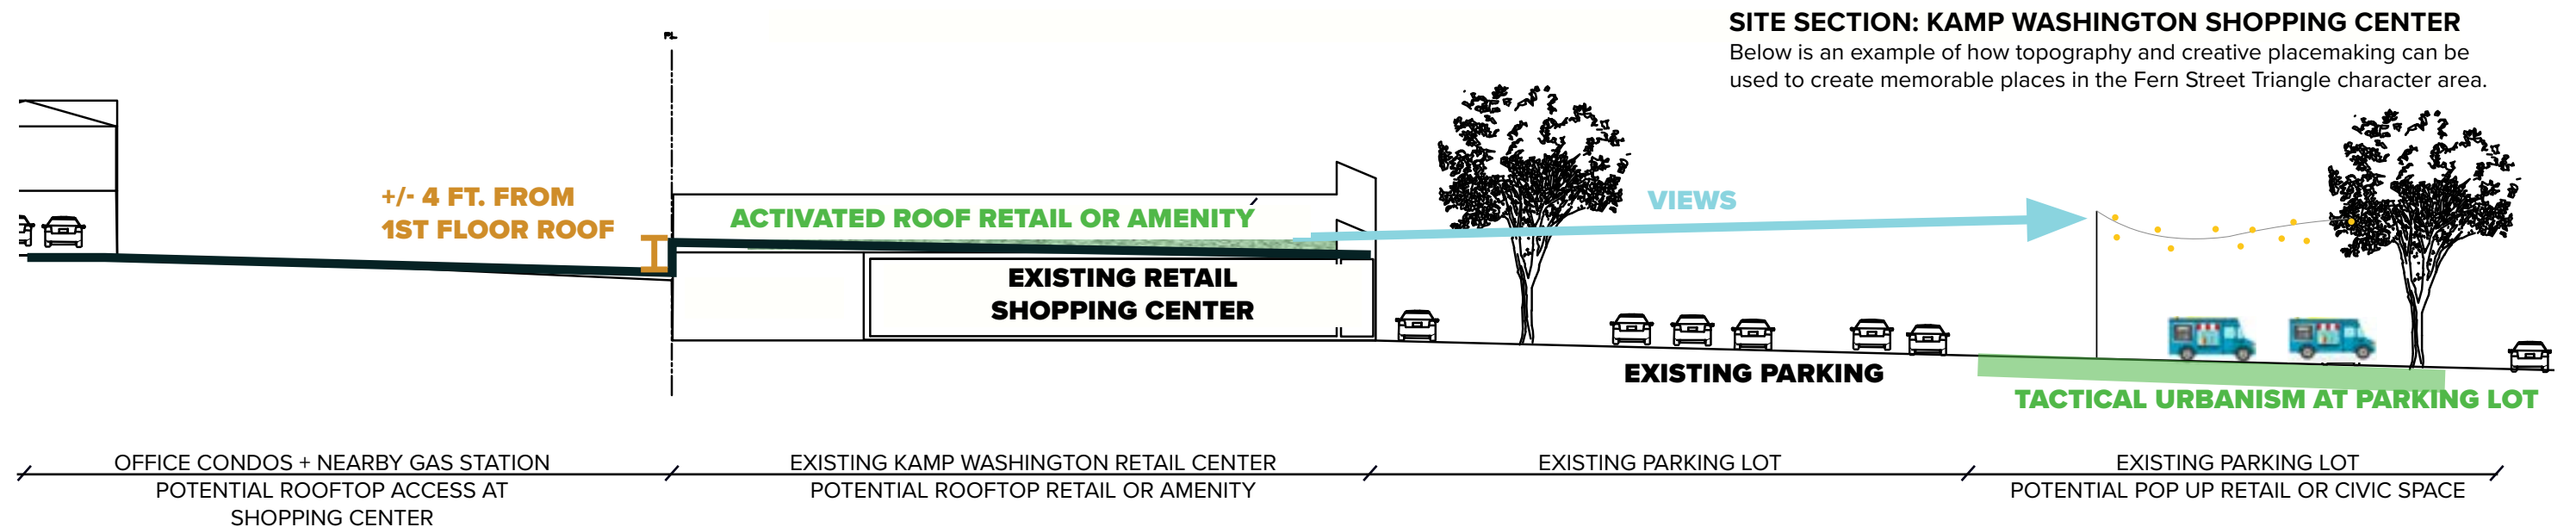 SITE SECTION: KAMP WASHINGTON SHOPPING CENTER
Below is an example of how topography and creative placemaking can be
used to create memorable places in the Fern Street Triangle character area.
PL
+/- 4 FT. FROM
1ST FLOOR ROOF
ACTIVATED ROOF RETAIL OR AMENITY
VIEWS
EXISTING RETAIL
SHOPPING CENTER
EXISTING PARKING
TACTICAL URBANISM AT PARKING LOT
OFFICE CONDOS + NEARBY GAS STATION
POTENTIAL ROOFTOP ACCESS AT
SHOPPING CENTER
EXISTING KAMP WASHINGTON RETAIL CENTER
POTENTIAL ROOFTOP RETAIL OR AMENITY
EXISTING PARKING LOT
EXISTING PARKING LOT
POTENTIAL POP UP RETAIL OR CIVIC SPACE